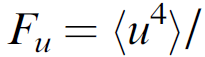 F_u = ⟨u^4⟩/